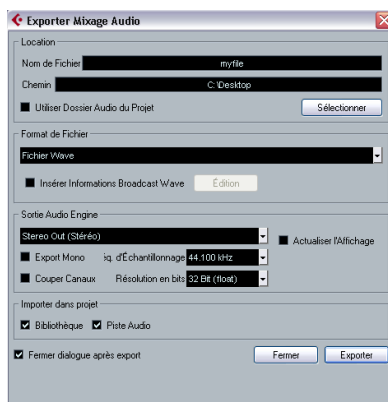 Exporter Mixage Audio
Location
Nom de Fichier myfile
Chemin C:\Desktop
Utiliser Dossier Audio du Projet Sélectionner
Format de Fichier
Fichier Wave
Insérer Informations Broadcast Wave Édition
Sortie Audio Engine
Stereo Out (Stéréo)
Actualiser l'Affichage
Export Mono iq. d'Échantillonnage 44.100 kHz
Couper Canaux Résolution en bits 32 Bit (float)
Importer dans projet
Bibliothèque Piste Audio
Fermer dialogue après export Fermer Exporter